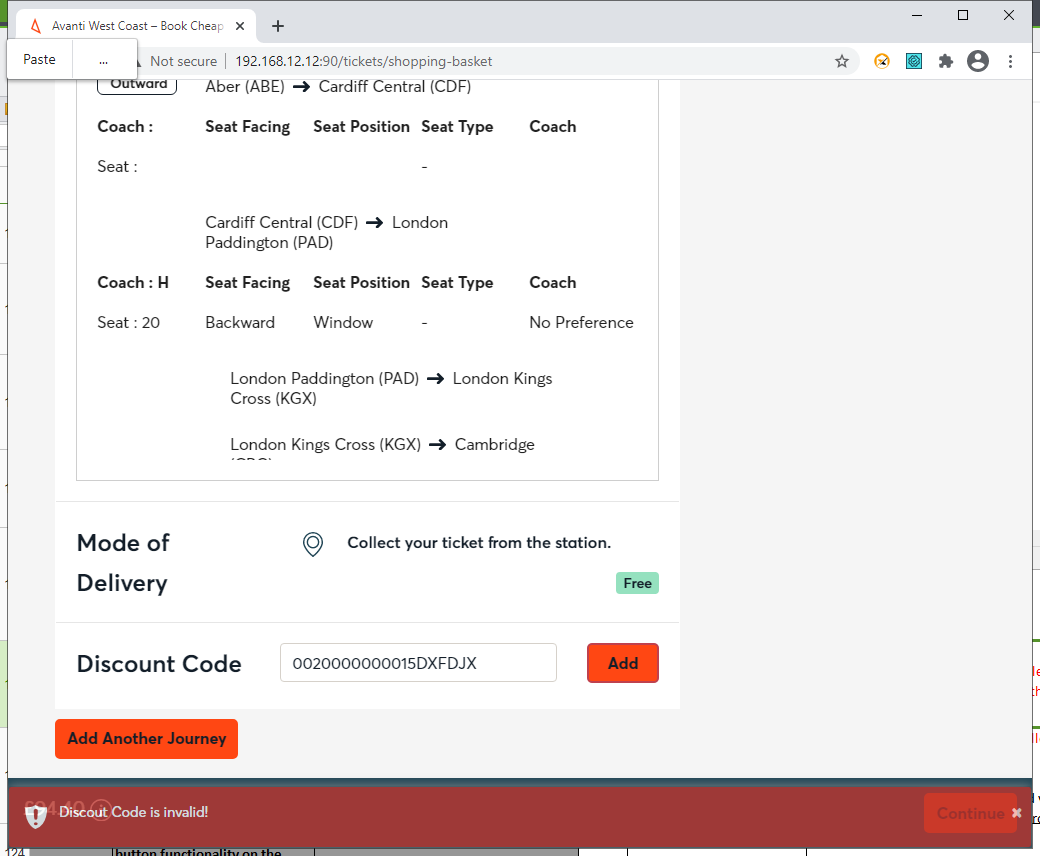 Avanti West Coast – Book Cheap
Paste
...
Not secure
192.168.12.12:90/tickets/shopping-basket
Outward
Aber (ABE) → Cardiff Central (CDF)
Coach : Seat Facing Seat Position Seat Type Coach
Seat : -
Cardiff Central (CDF) → London
Paddington (PAD)
Coach : H Seat Facing Seat Position Seat Type Coach
Seat : 20 Backward Window - No Preference
London Paddington (PAD) → London Kings
Cross (KGX)
London Kings Cross (KGX) → Cambridge
Mode of
Delivery
Collect your ticket from the station.
Free
Discount Code
0020000000015DXFDJX
Add
Add Another Journey
Discout Code is invalid!
Continue
124
button functionality on the